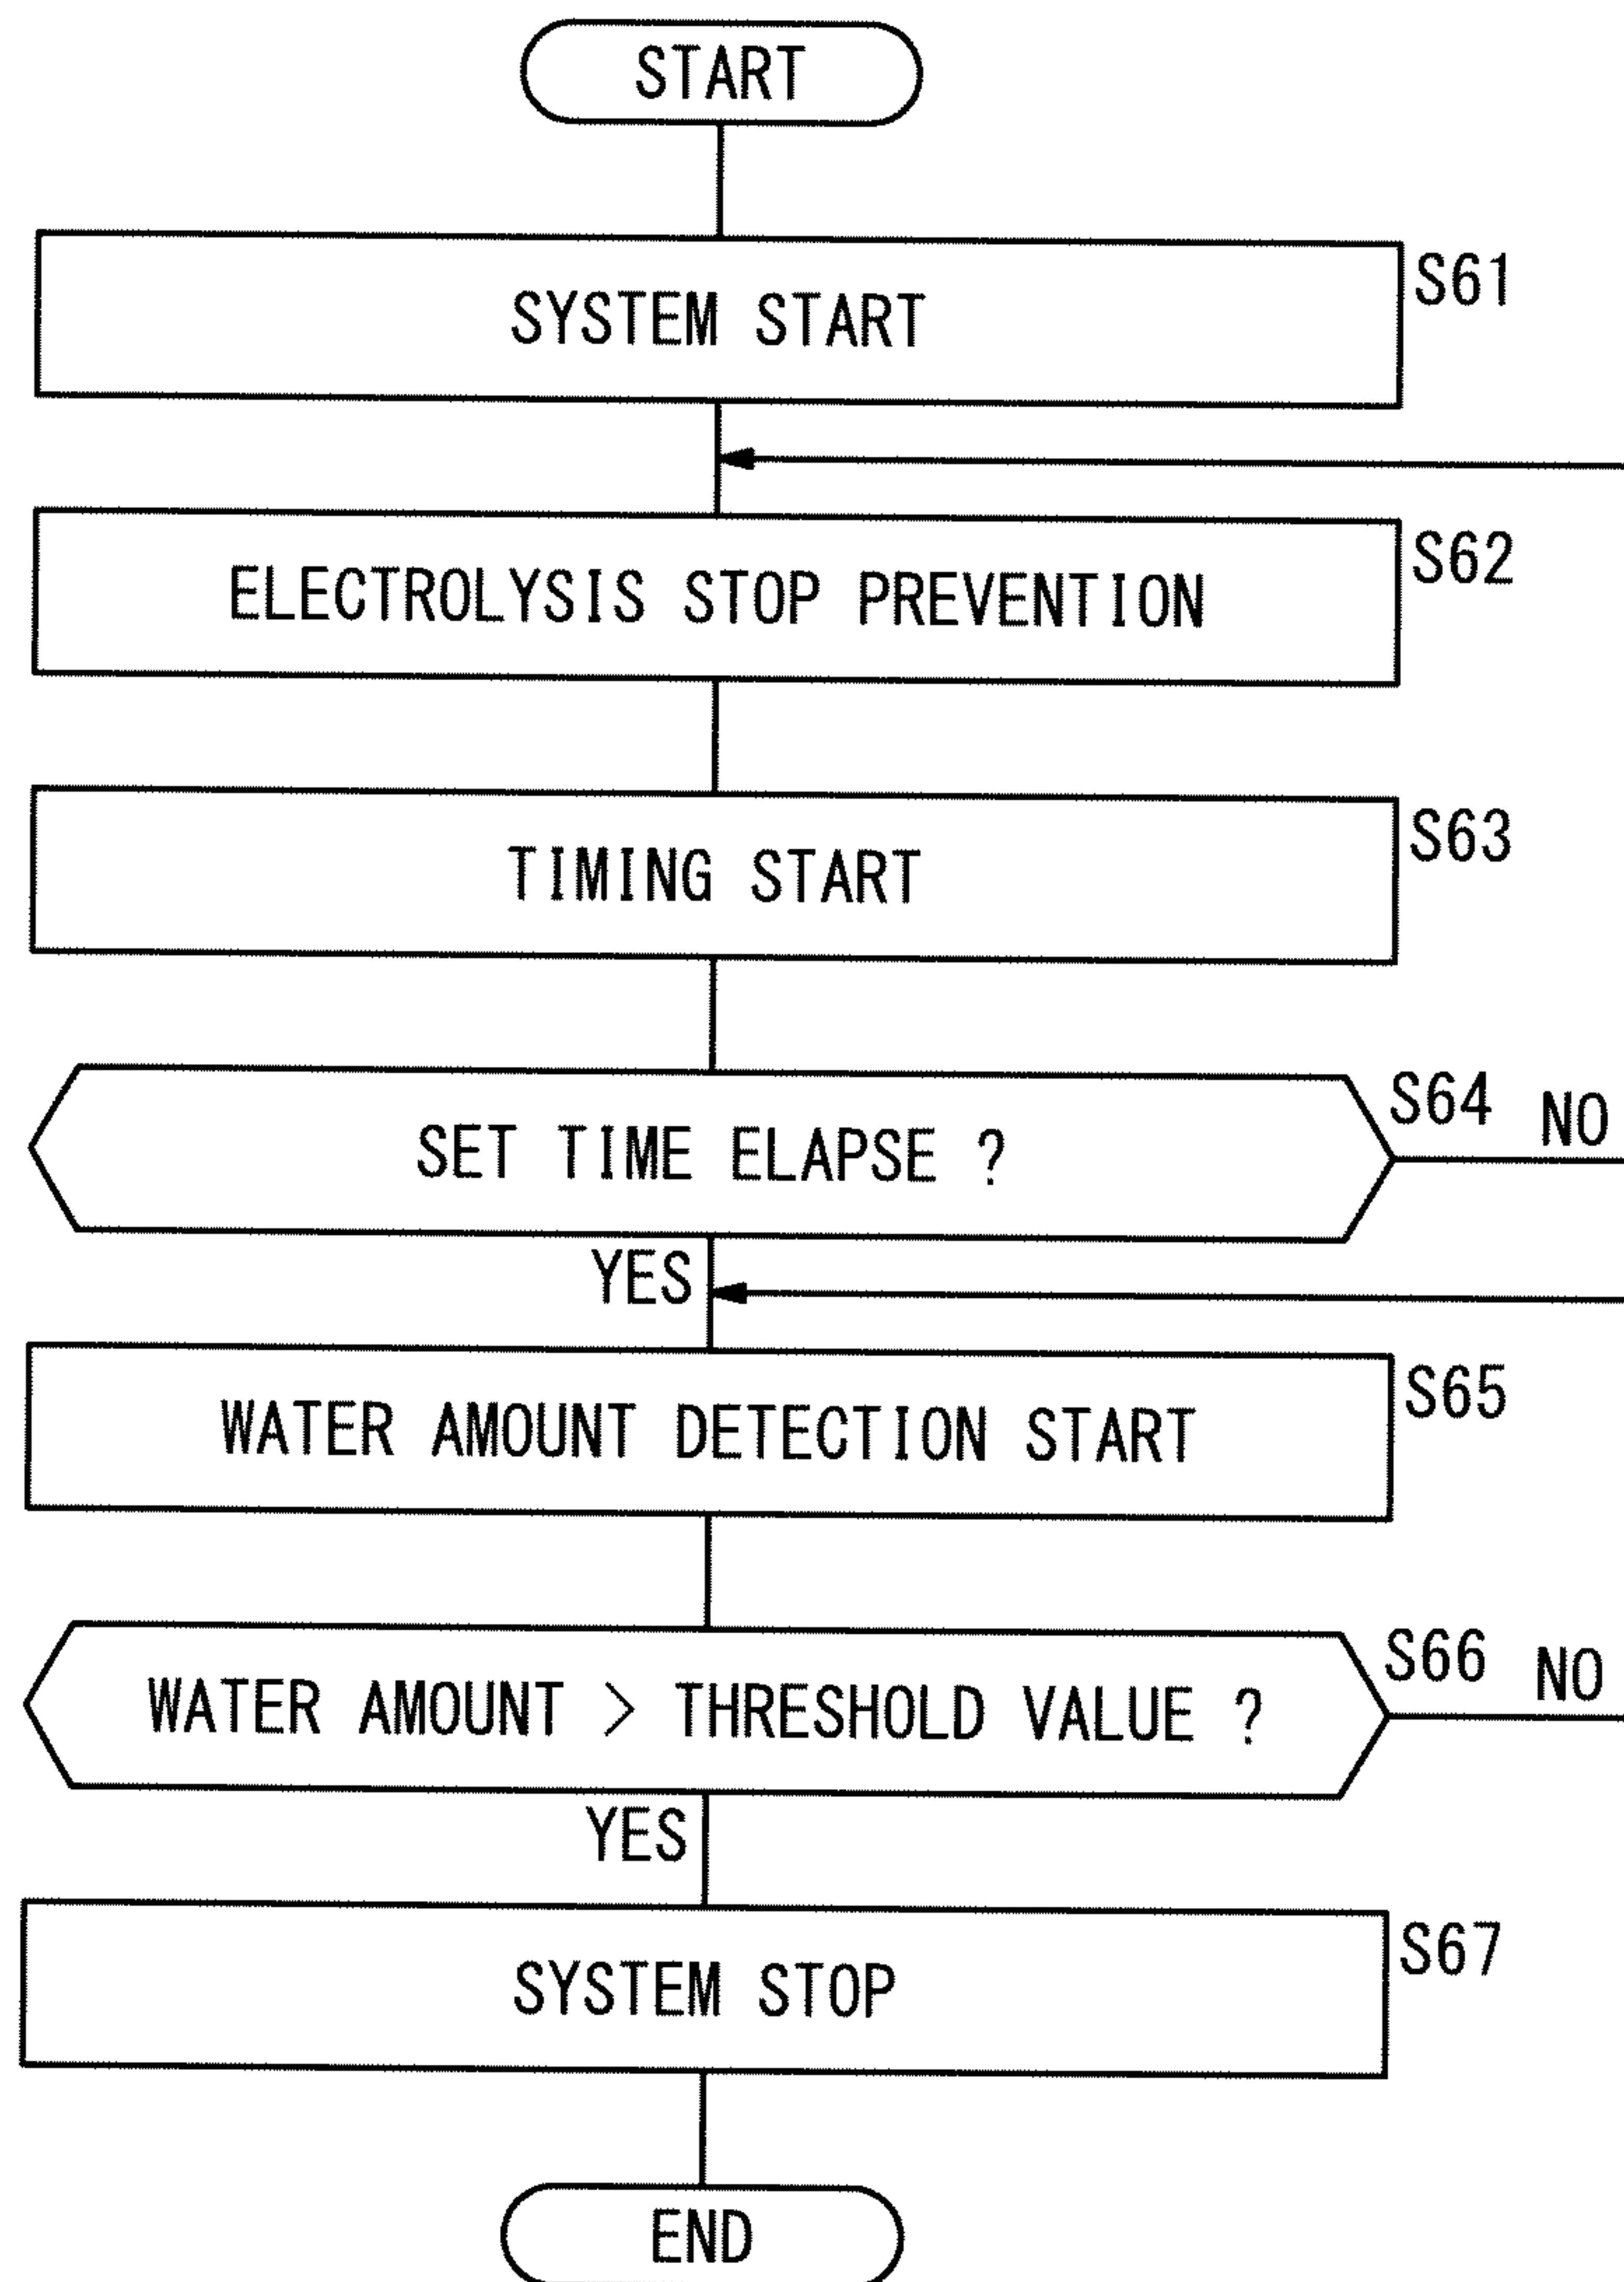 START
SYSTEM START
S61
ELECTROLYSIS STOP PREVENTION
S62
TIMING START
S63
SET TIME ELAPSE ?
S64
NO
YES
WATER AMOUNT DETECTION START
S65
WATER AMOUNT > THRESHOLD VALUE ?
S66
NO
YES
SYSTEM STOP
S67
END